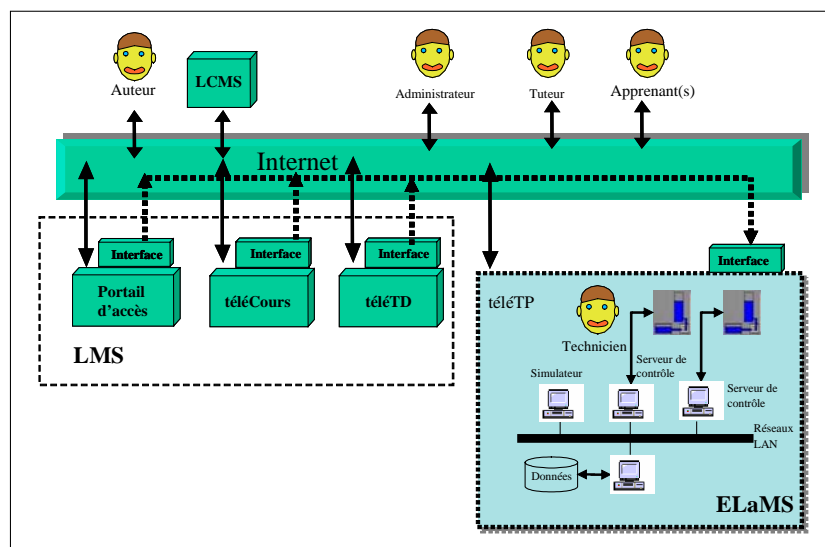 Auteur
LCMS
Administrateur
Tuteur
Apprenant(s)
Internet
Interface
Interface
Interface
Interface
Portail
d'accès
téléCours
téléTD
LMS
téléTP
Technicien
Serveur de
contrôle
Simulateur
Serveur de
contrôle
Réseaux
LAN
Données
ELaMS